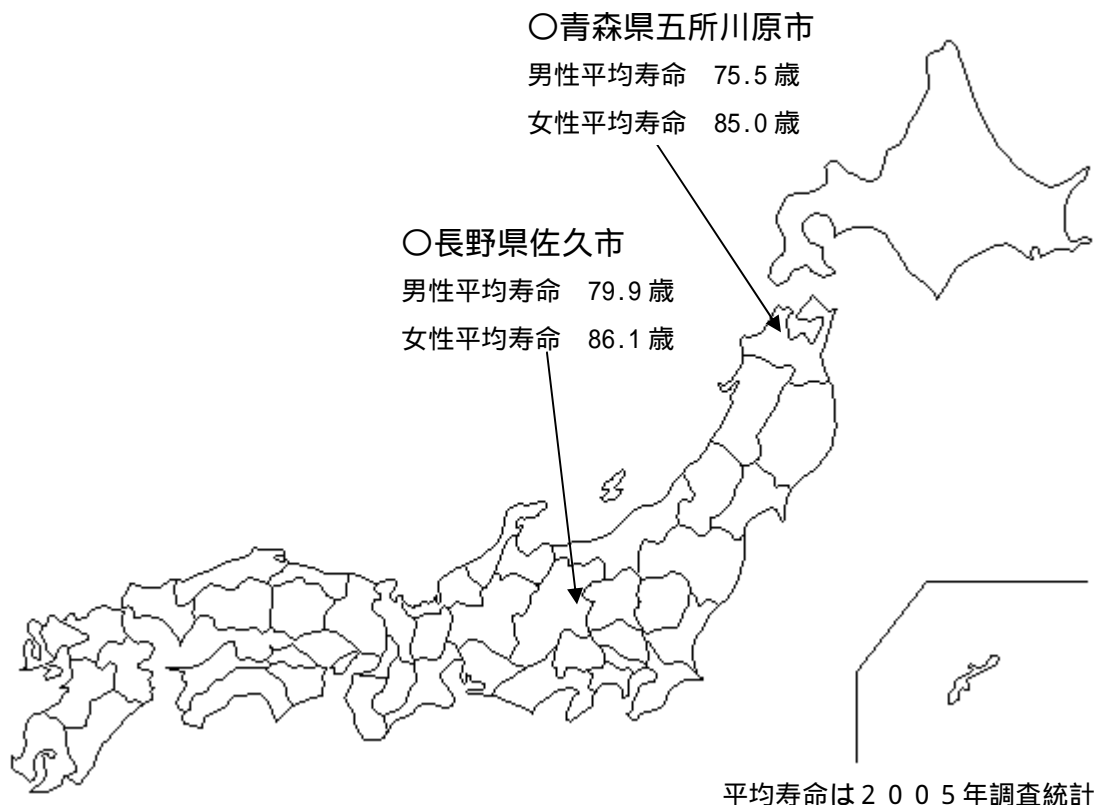 ○青森県五所川原市
男性平均寿命　75.5歳
女性平均寿命　85.0歳
○長野県佐久市
男性平均寿命　79.9歳
女性平均寿命　86.1歳
平均寿命は２００５年調査統計